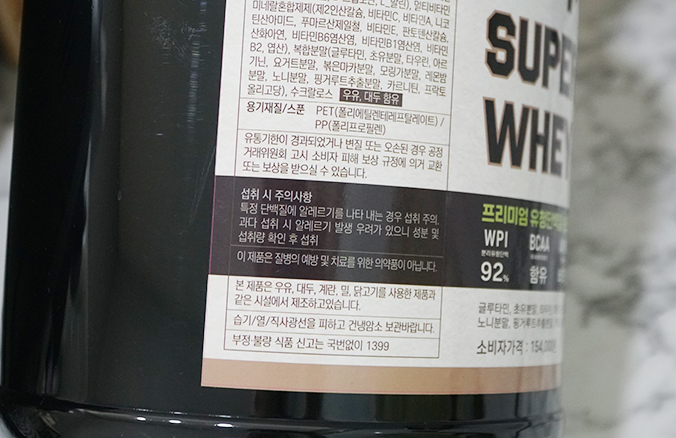 멀티비타민
미네랄혼합제제(제2인산칼슘, 비타민C, 비타민A, 니코
틴산아미드, 푸마르산제일철, 비타민E, 판토텐산칼슘,
산화아연, 비타민B6염산염, 비타민B1염산염, 비타민
B2, 엽산), 복합분말(글루타민, 초유분말, 타우린, 아르
기닌, 요거트분말, 볶은마카분말, 모링가분말, 레몬밤
분말, 노니분말, 핑거루트추출분말, 카르니틴, 프락토
올리고당), 수크랄로스 우유, 대두 함유
용기재질/스푼 PET(폴리에틸렌테레프탈레이트) /
PP(폴리프로필렌)
유통기한이 경과되었거나 변질 또는 오손된 경우 공정
거래위원회 고시 소비자 피해 보상 규정에 의거 교환
또는 보상을 받으실 수 있습니다.
섭취 시 주의사항
특정 단백질에 알레르기를 나타 내는 경우 섭취 주의.
과다 섭취 시 알레르기 발생 우려가 있으니 성분 및
섭취량 확인 후 섭취
이 제품은 질병의 예방 및 치료를 위한 의약품이 아닙니다.
본 제품은 우유, 대두, 계란, 밀, 닭고기를 사용한 제품과
같은 시설에서 제조하고있습니다.
습기/열/직사광선을 피하고 건냉암소 보관바랍니다.
부정·불량 식품 신고는 국번없이 1399
SUPE
WHEY
프리미엄 유청단백
WPI BCAA
분리유청단백
92% 함유
글루타민, 초유분말,
노니분말, 핑거루트추출분
소비자가격 : 154,